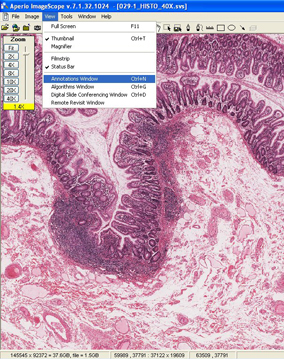 Aperio ImageScope v.7.1.32.1024 - [029-1_HISTO_40X.svs]
File Image View Tools Window Help
Full Screen F11
Thumbnail Ctrl+T
Magnifier
Filmstrip
Status Bar
Annotations Window Ctrl+N
Algorithms Window Ctrl+G
Digital Slide Conferencing Window Ctrl+D
Remote Revisit Window
Zoom
Fit
2X
4X
8X
10X
20X
40X
1.4X
145545 x 92372 = 37.6GB, tile = 1.5GB 59989 , 37791 37122 x 19609 63509 , 37791